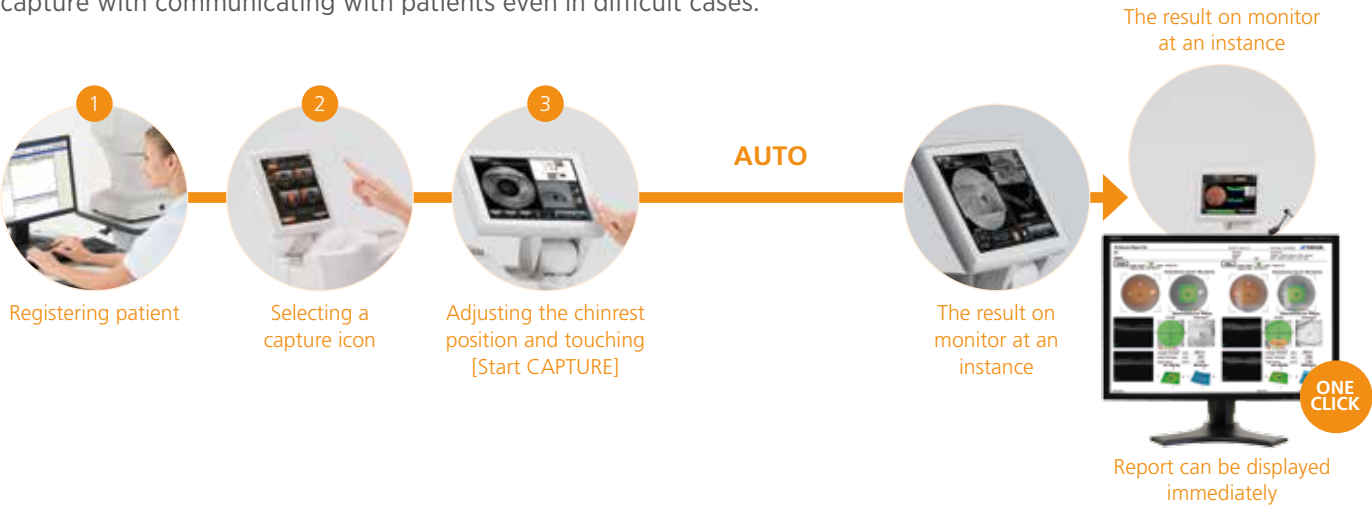 capture with communicating with patients even in difficult cases.
The result on monitor
at an instance
1
2
3
AUTO
Registering patient
Selecting a
capture icon
Adjusting the chinrest
position and touching
[Start CAPTURE]
The result on
monitor at an
instance
ONE
CLICK
Report can be displayed
immediately